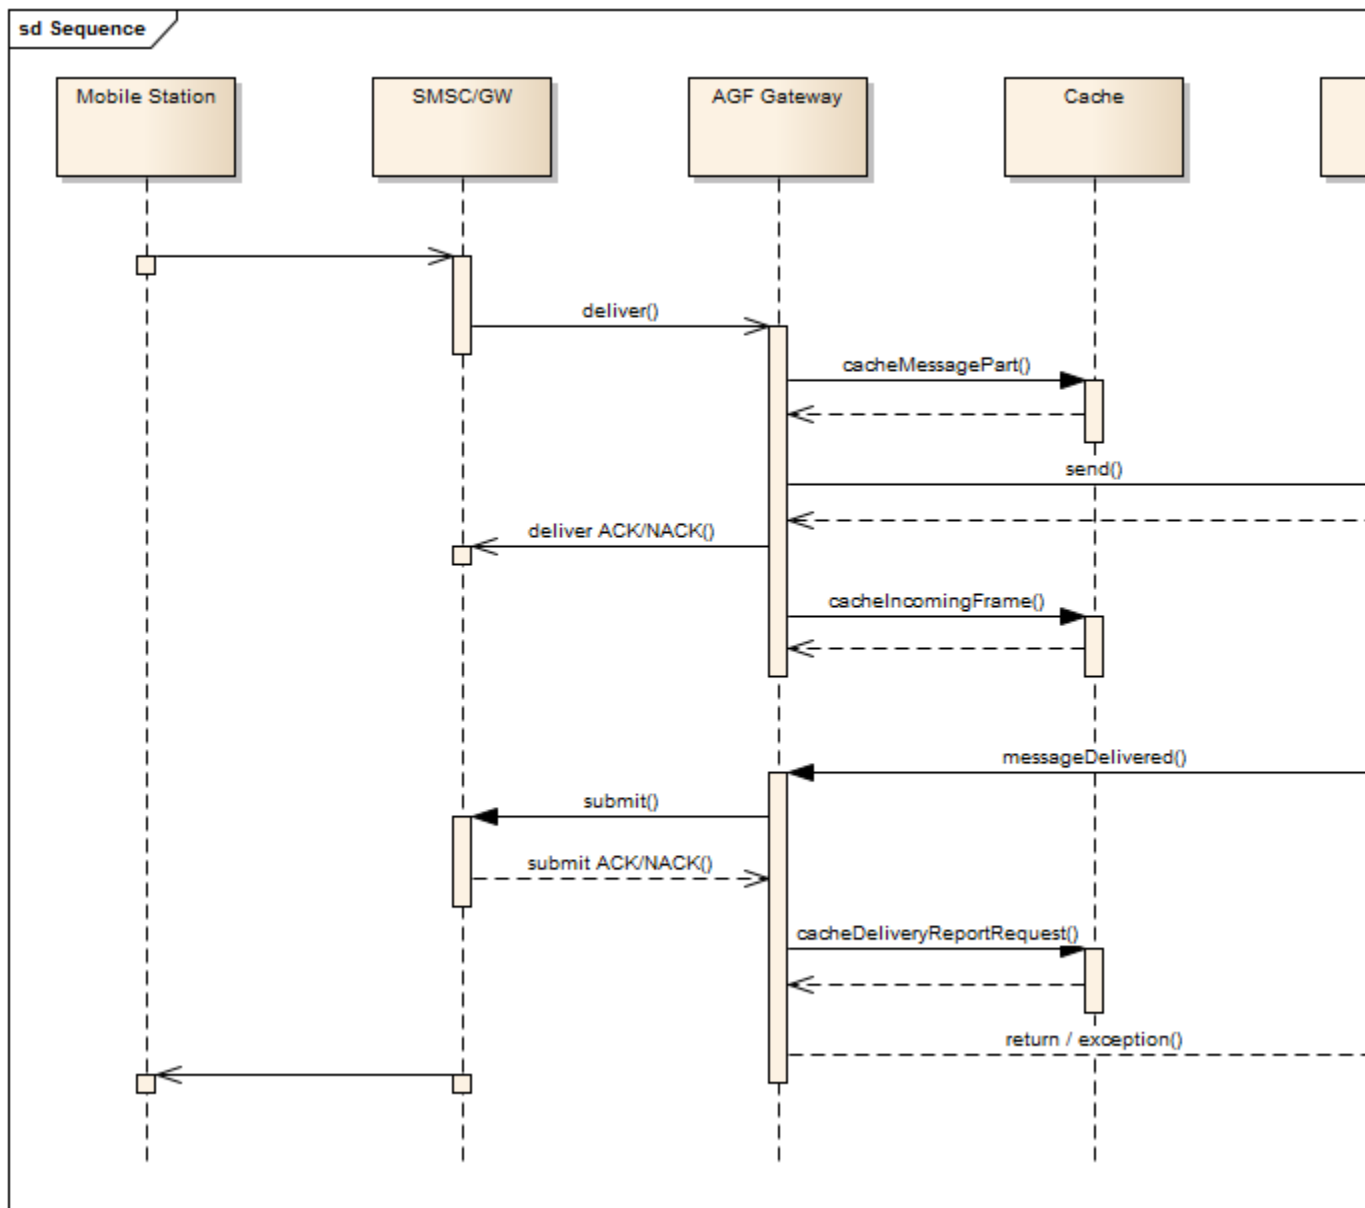 sd Sequence
Mobile Station
SMSC/GW
AGF Gateway
Cache
deliver()
cacheMessagePart()
send()
deliver ACK/NACK()
cacheIncomingFrame()
messageDelivered()
submit()
submit ACK/NACK()
cacheDeliveryReportRequest()
return / exception()